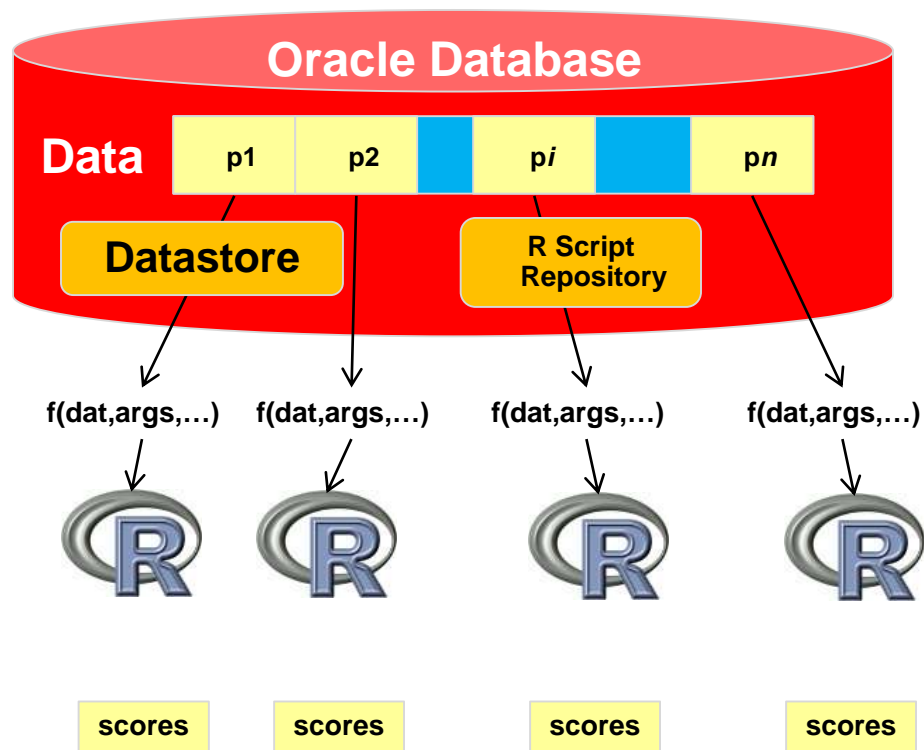 Oracle Database
Data p1 p2 pi pn
Datastore
R Script
Repository
f(dat,args,…) f(dat,args,…) f(dat,args,…) f(dat,args,…)
R R R R
scores scores scores scores